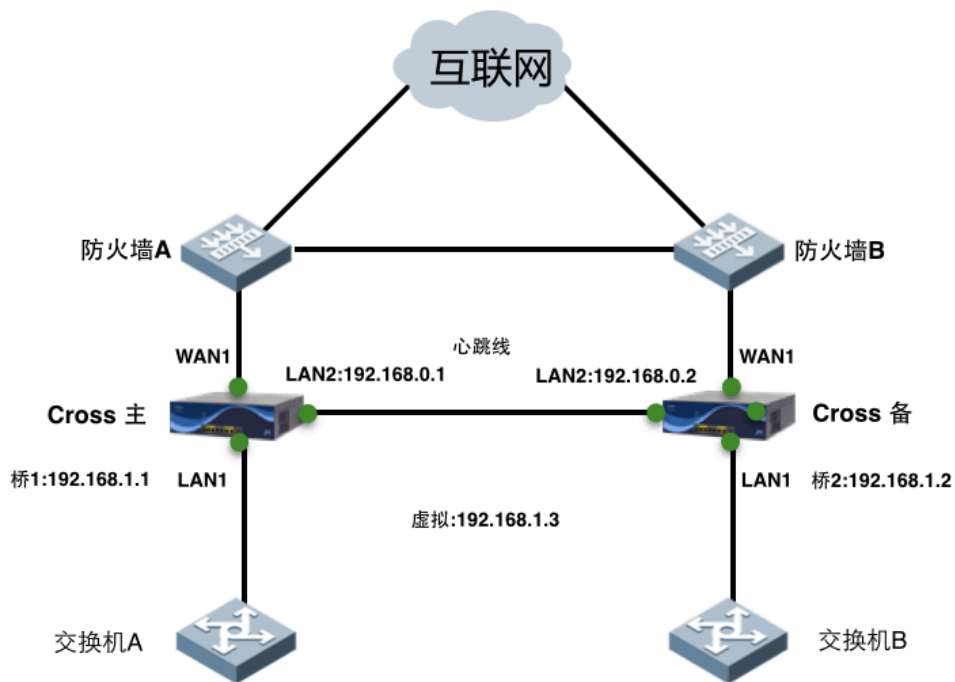 互联网
防火墙A
防火墙B
WAN1
心跳线
WAN1
LAN2:192.168.0.1
LAN2:192.168.0.2
Cross 主
Cross 备
桥1:192.168.1.1
LAN1
LAN1
桥2:192.168.1.2
虚拟:192.168.1.3
交换机A
交换机B